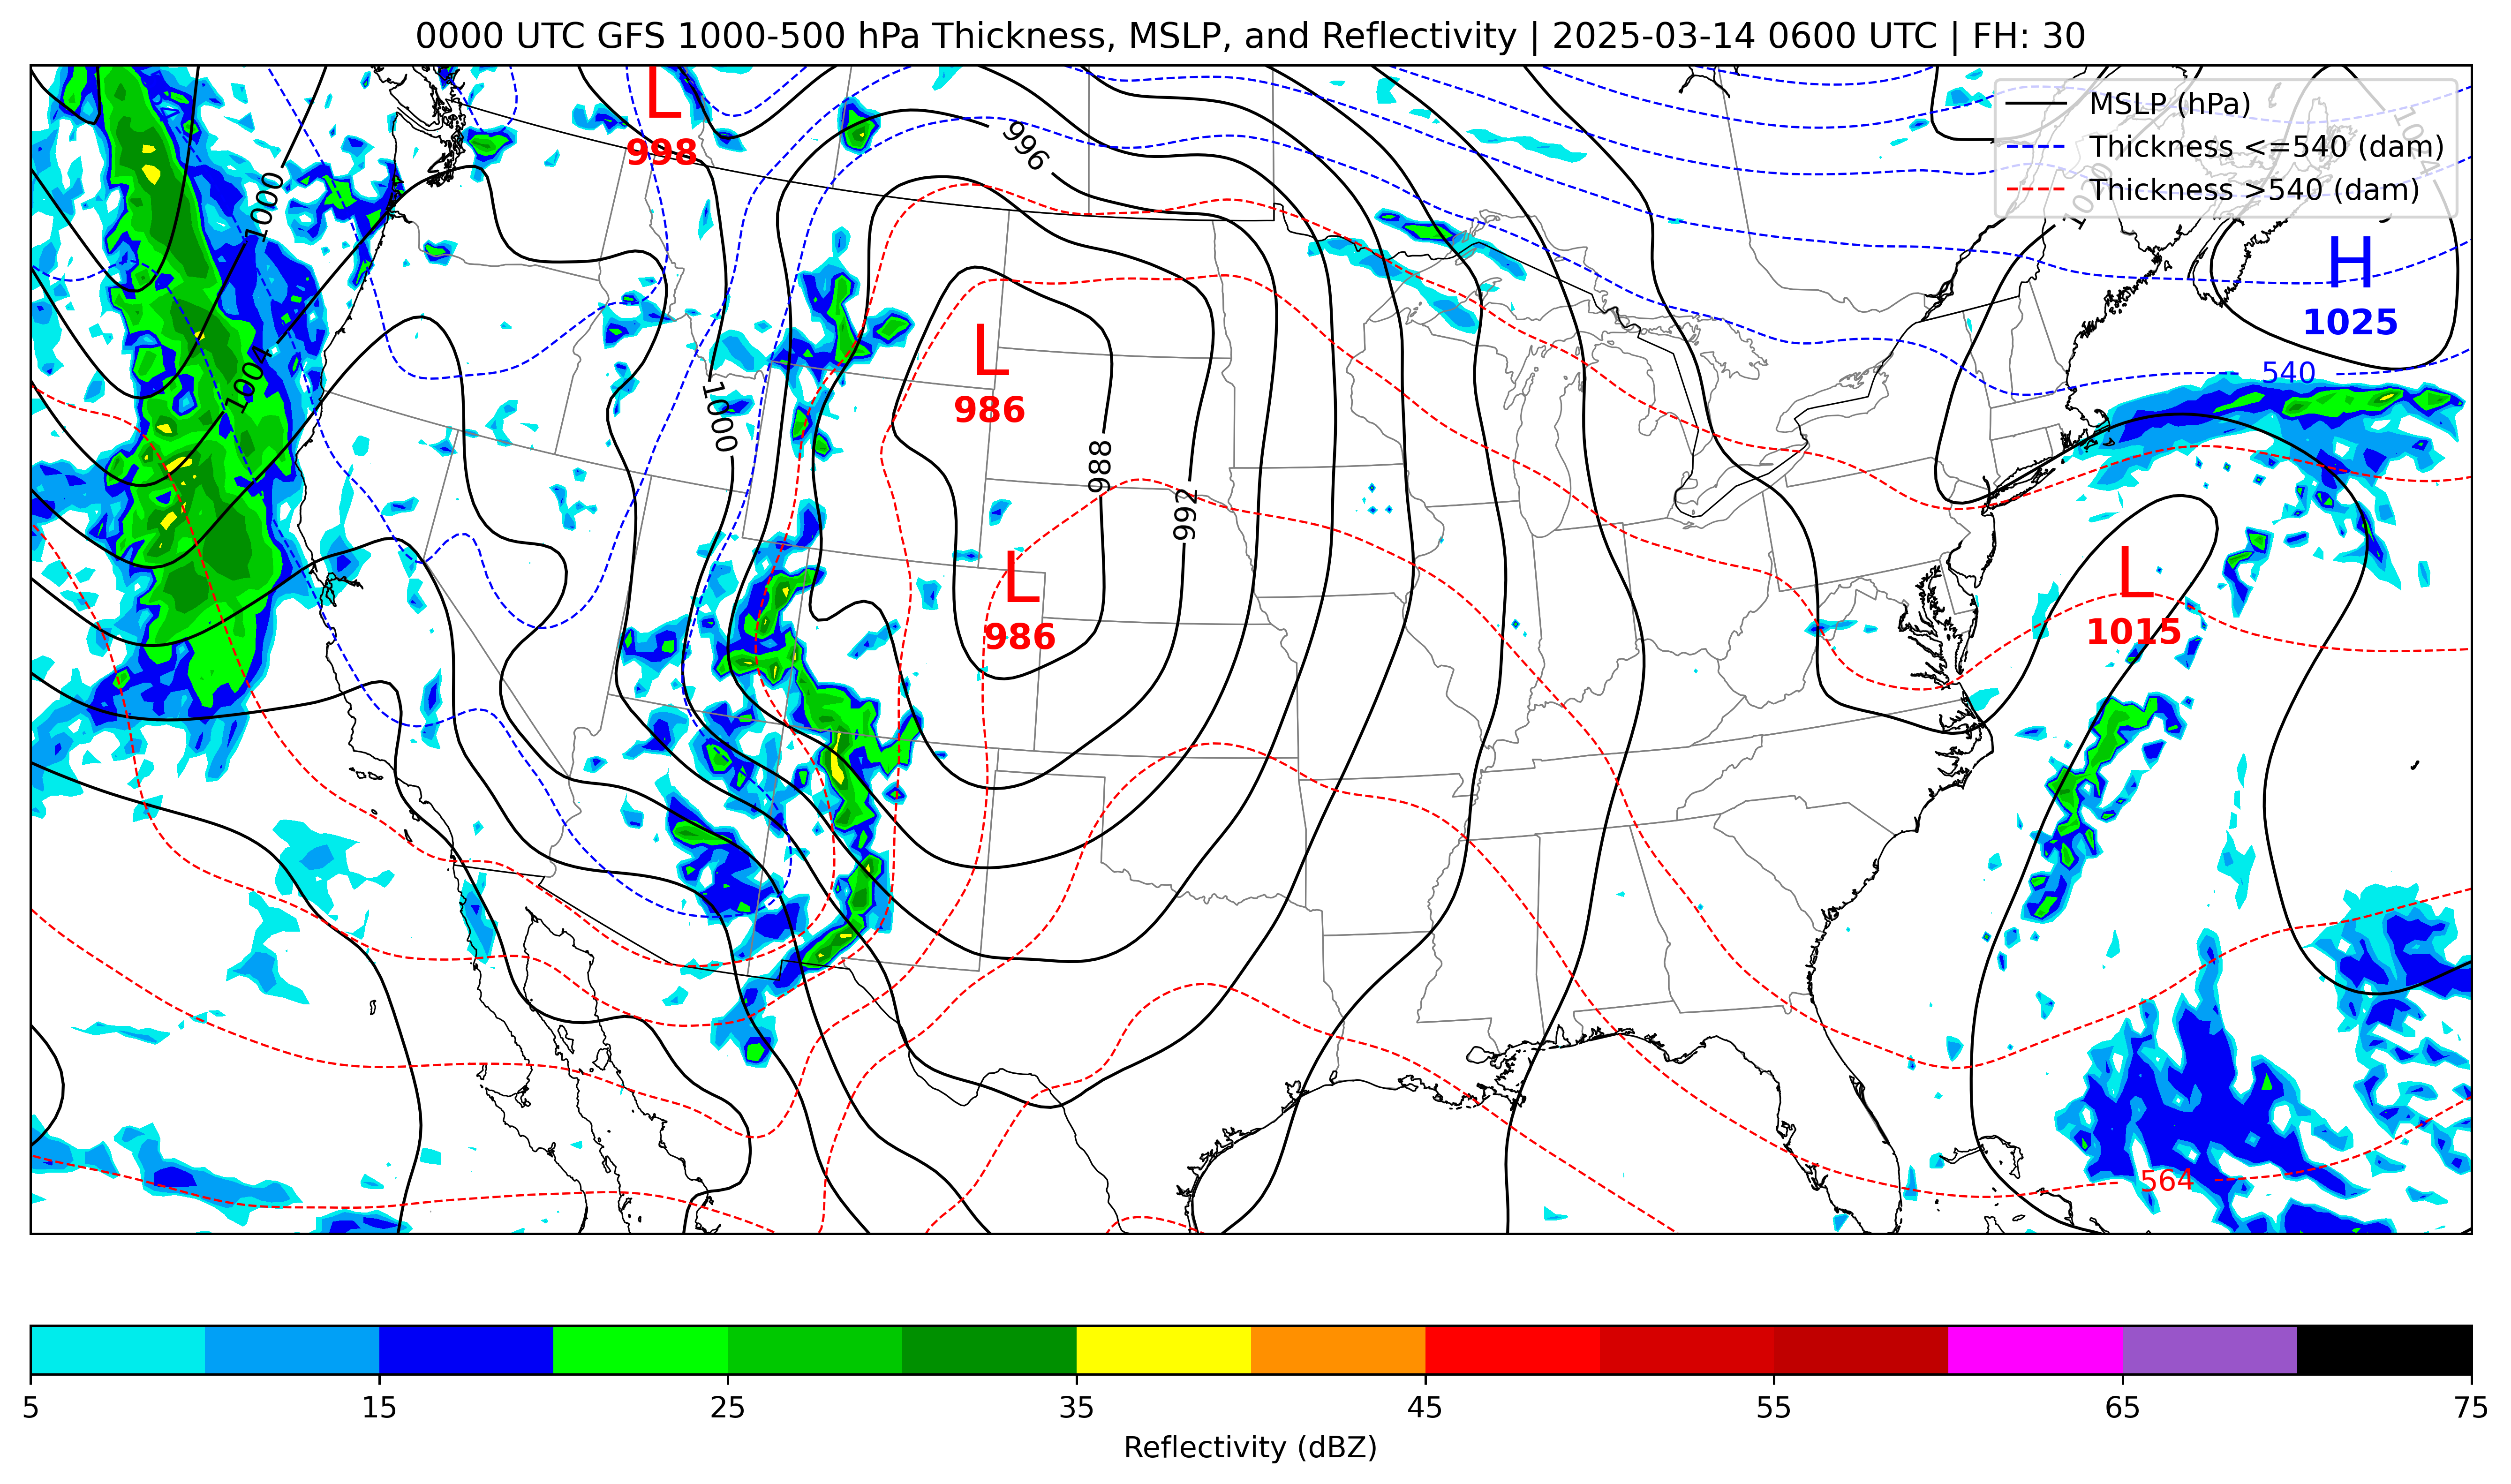 0000 UTC GFS 1000-500 hPa Thickness, MSLP, and Reflectivity | 2025-03-14 0600 UTC | FH: 30
MSLP (hPa)
Thickness <=540 (dam)
Thickness >540 (dam)
L
998
996
1000
H
1025
1004
L
986
540
1000
988
992
L
986
L
1015
564
5
15
25
35
45
55
65
75
Reflectivity (dBZ)